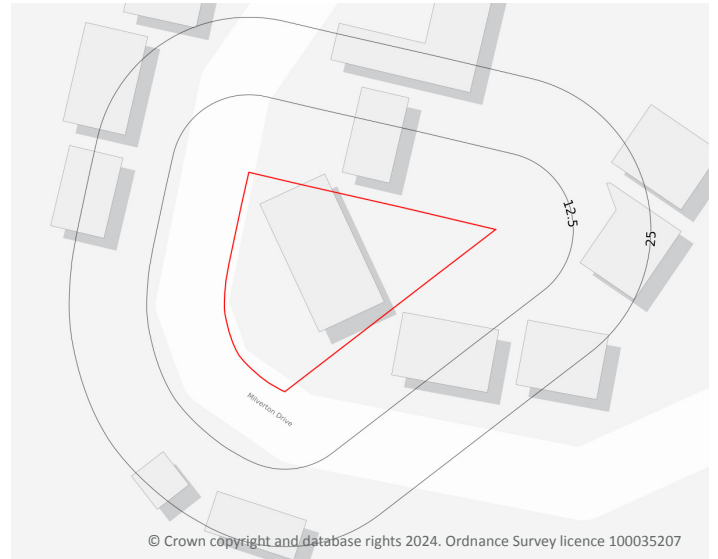 12.5
25
Milverton Drive
© Crown copyright and database rights 2024. Ordnance Survey licence 100035207